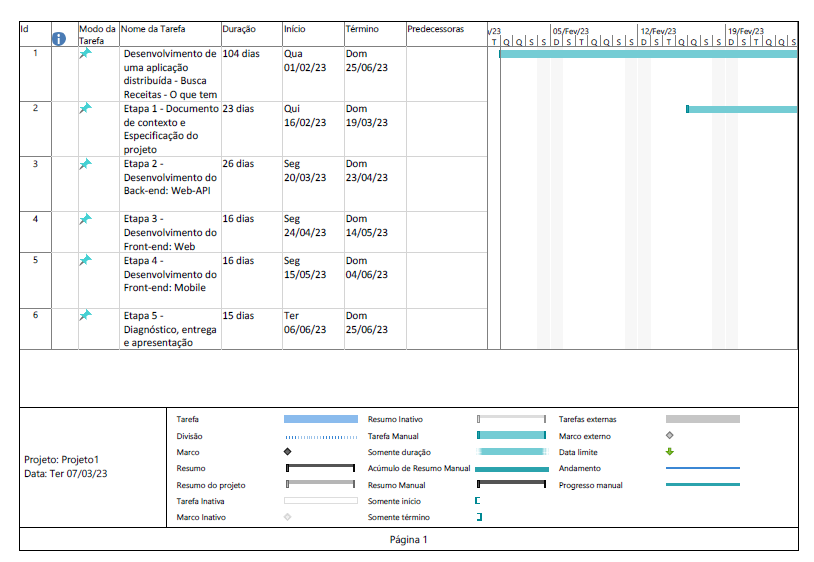 Id Modo da Nome da Tarefa Duração Início Término Predecessoras
Tarefa
/23 05/Fev/23 12/Fev/23 19/Fev/23
T Q Q S S D S T Q Q S S D S T Q Q S S D S T Q Q S
1 Desenvolvimento de 104 dias Qua Dom
uma aplicação 01/02/23 25/06/23
distribuída - Busca
Receitas - O que tem
2 Etapa 1 - Documento 23 dias Qui Dom
de contexto e 16/02/23 19/03/23
Especificação do
projeto
3 Etapa 2 - 26 dias Seg Dom
Desenvolvimento do 20/03/23 23/04/23
Back-end: Web-API
4 Etapa 3 - 16 dias Seg Dom
Desenvolvimento do 24/04/23 14/05/23
Front-end: Web
5 Etapa 4 - 16 dias Seg Dom
Desenvolvimento do 15/05/23 04/06/23
Front-end: Mobile
6 Etapa 5 - 15 dias Ter Dom
Diagnóstico, entrega 06/06/23 25/06/23
e apresentação
Projeto: Projeto1
Data: Ter 07/03/23
Tarefa Resumo Inativo Tarefas externas
Divisão Tarefa Manual Marco externo
Marco Somente duração Data limite
Resumo Acúmulo de Resumo Manual Andamento
Resumo do projeto Resumo Manual Progresso manual
Tarefa Inativa Somente início
Marco Inativo Somente término
Página 1